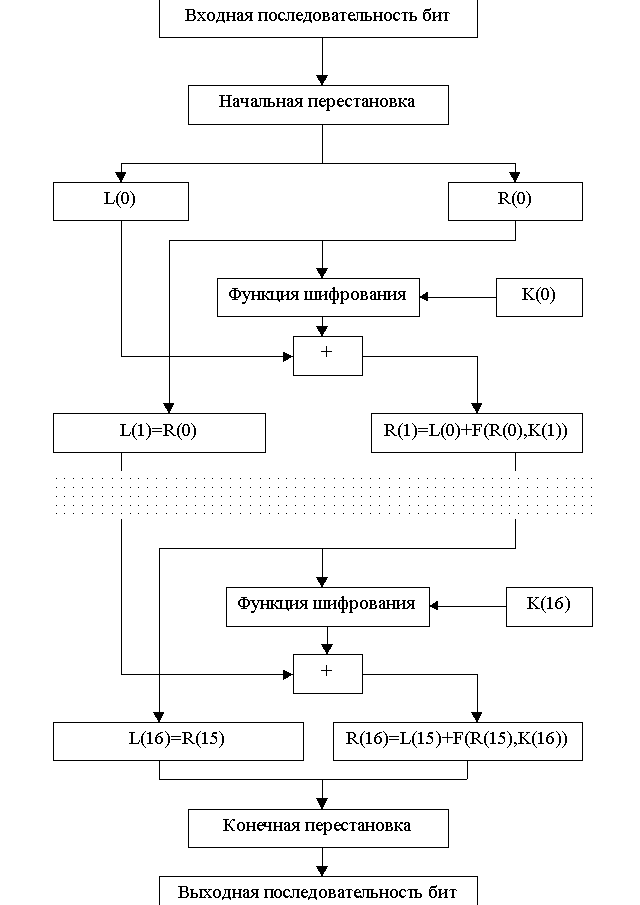 Входная последовательность бит
Начальная перестановка
L(0)
R(0)
Функция шифрования
K(0)
+
L(1)=R(0)
R(1)=L(0)+F(R(0),K(1))
Функция шифрования
K(16)
+
L(16)=R(15)
R(16)=L(15)+F(R(15),K(16))
Конечная перестановка
Выходная последовательность бит